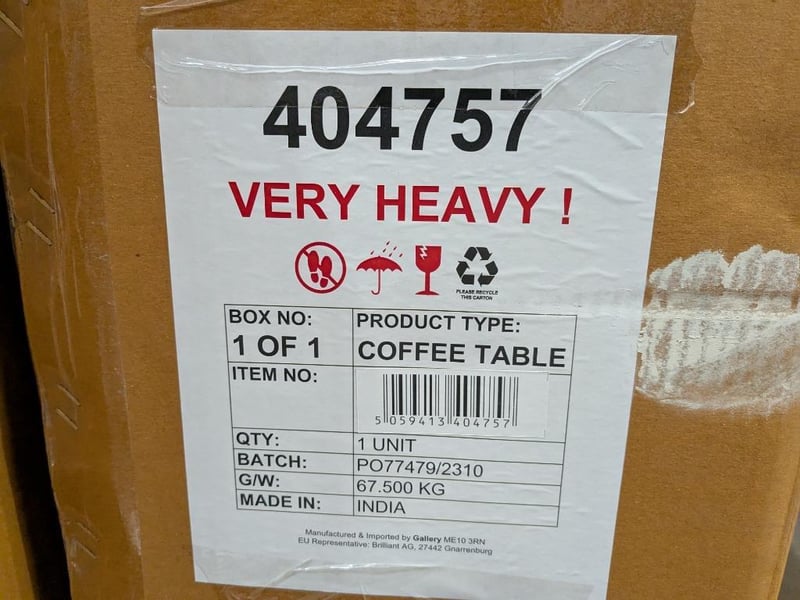 404757
VERY HEAVY !
PLEASE RECYCLE
THIS CARTON
BOX NO: PRODUCT TYPE:
1 OF 1 COFFEE TABLE
ITEM NO:
5 059413 404757
QTY: 1 UNIT
BATCH: PO77479/2310
G/W: 67.500 KG
MADE IN: INDIA
Manufactured & Imported by Gallery ME10 3RN
EU Representative: Brilliant AG, 27442 Gnarrenburg